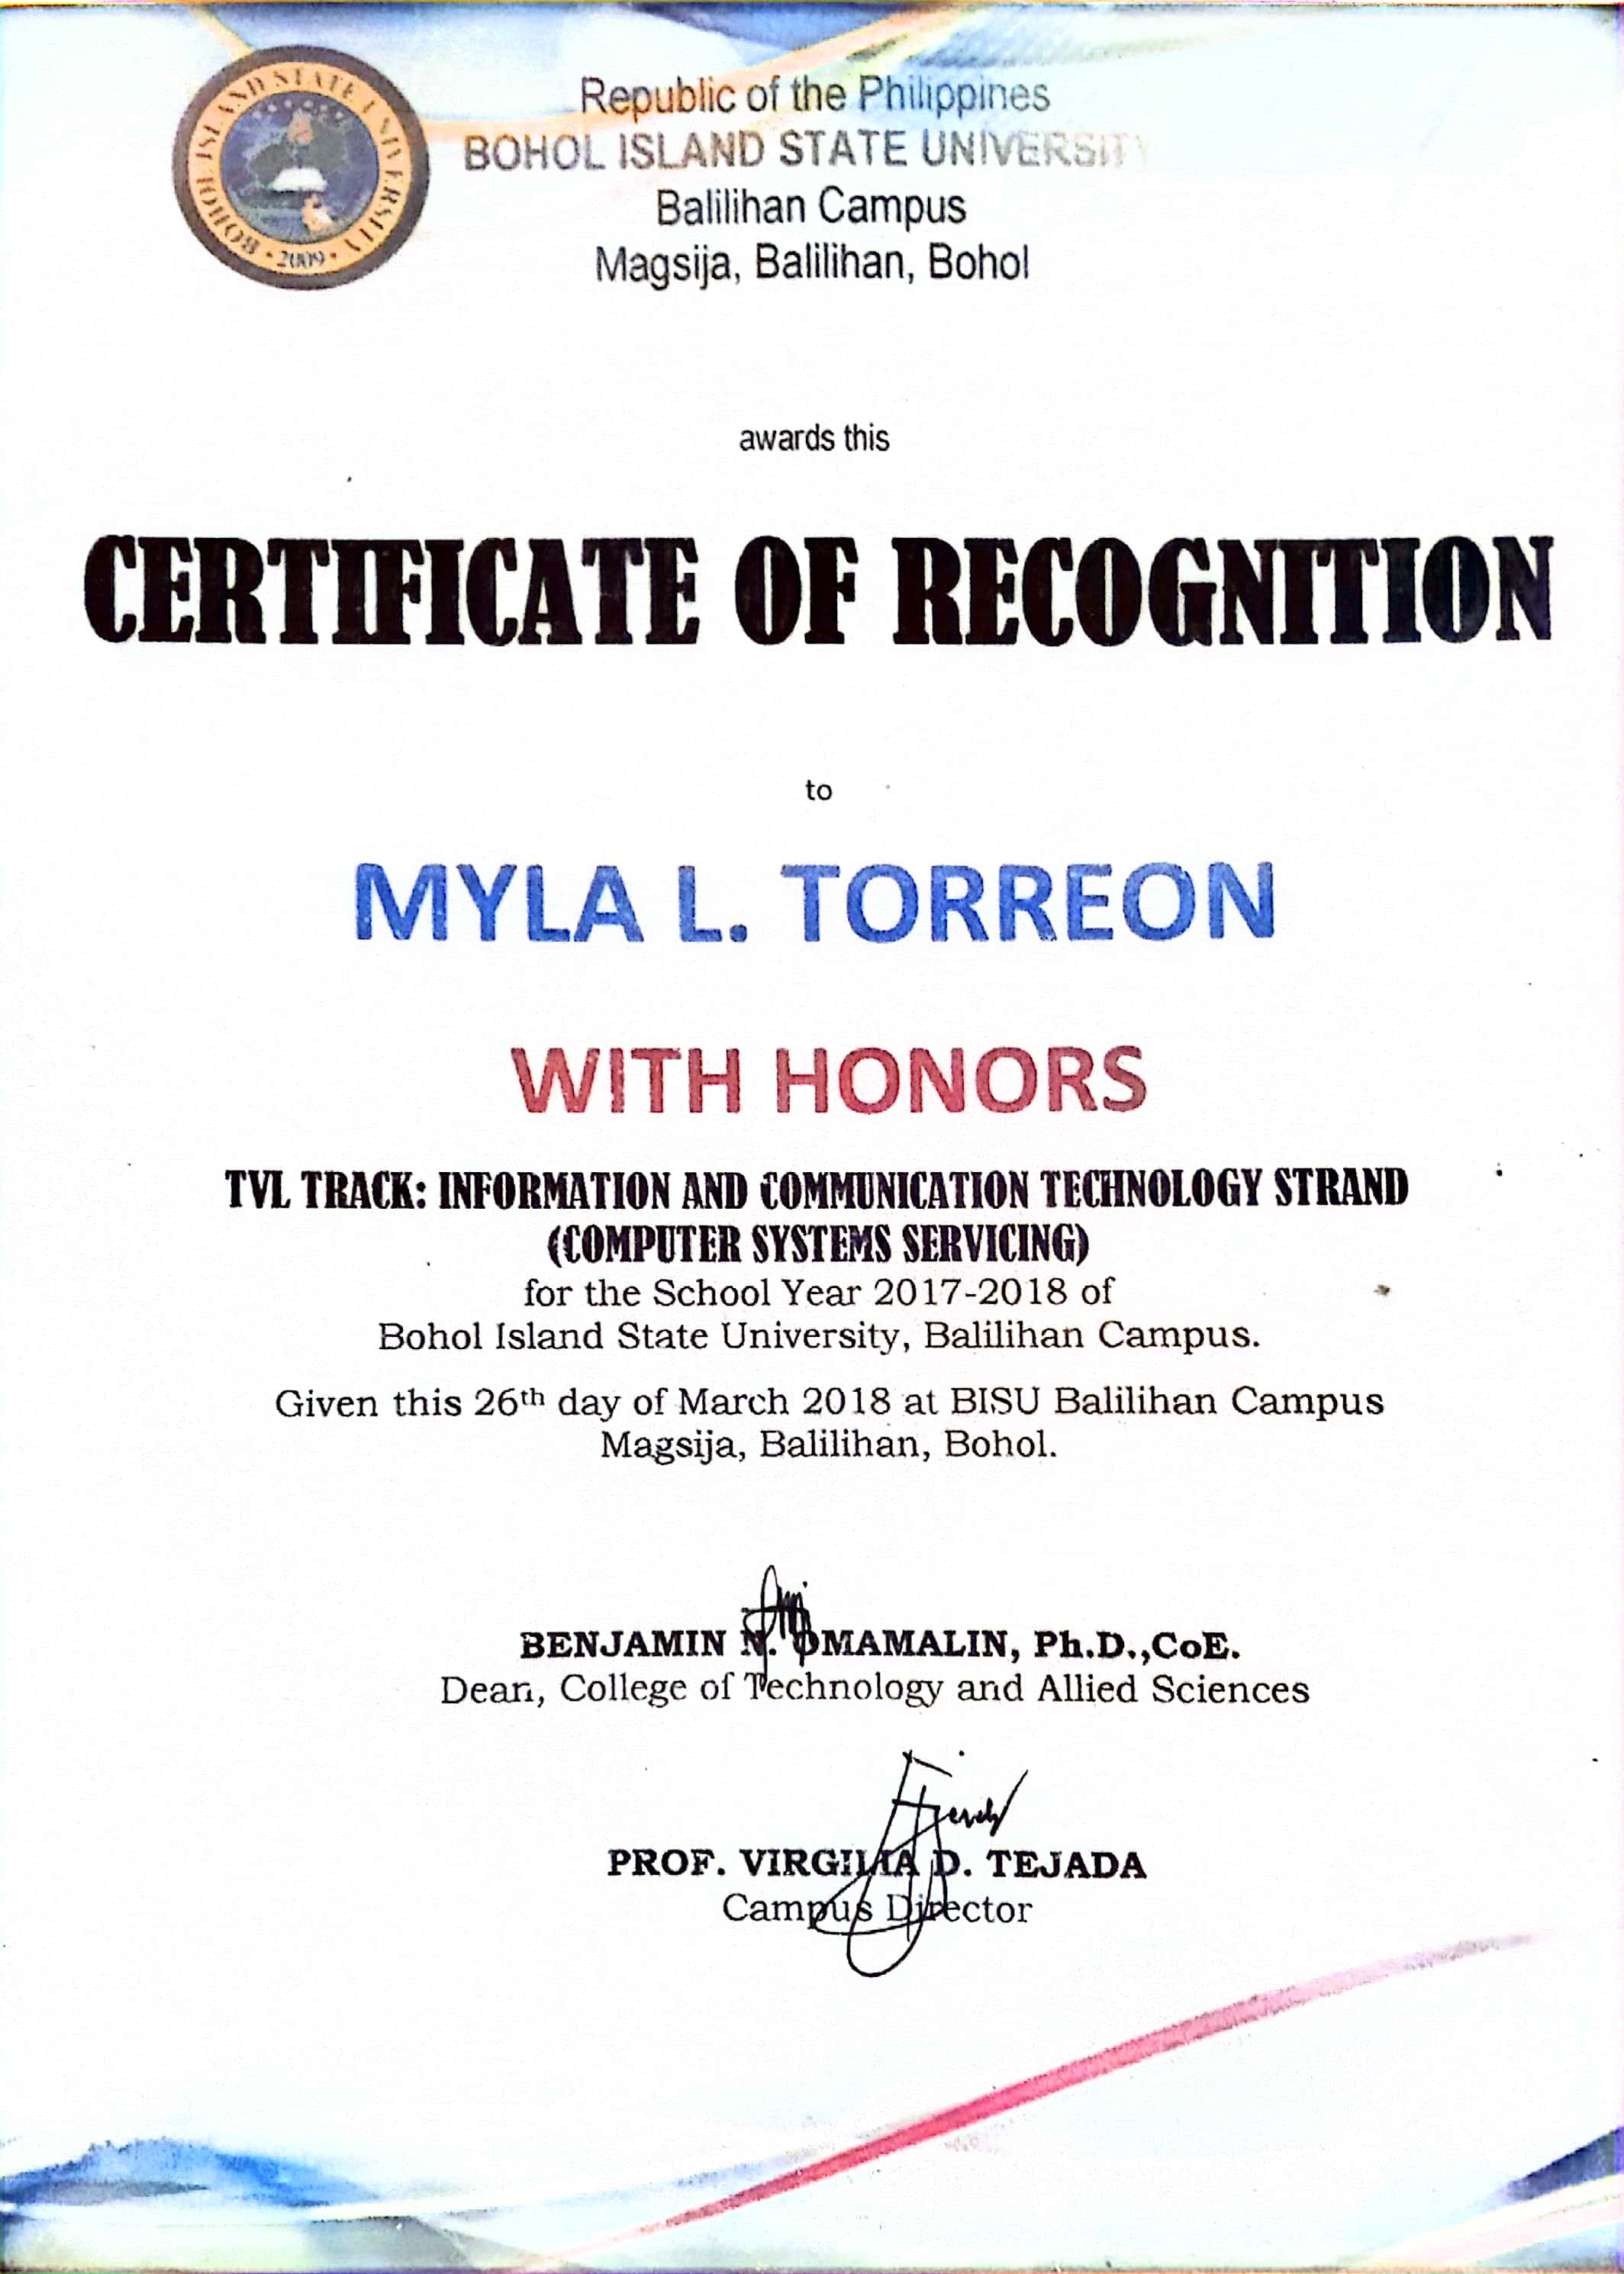 BOHOL ISLAND STATE UNIVERSITY
• 2009 •
Republic of the Philippines
BOHOL ISLAND STATE UNIVERSITY
Balilihan Campus
Magsija, Balilihan, Bohol
awards this
CERTIFICATE OF RECOGNITION
to
MYLA L. TORREON
WITH HONORS
TVL TRACK: INFORMATION AND COMMUNICATION TECHNOLOGY STRAND
(COMPUTER SYSTEMS SERVICING)
for the School Year 2017-2018 of
Bohol Island State University, Balilihan Campus.
Given this 26th day of March 2018 at BISU Balilihan Campus
Magsija, Balilihan, Bohol.
BENJAMIN N. OMAMALIN, Ph.D.,CoE.
Dean, College of Technology and Allied Sciences
PROF. VIRGILIA D. TEJADA
Campus Director